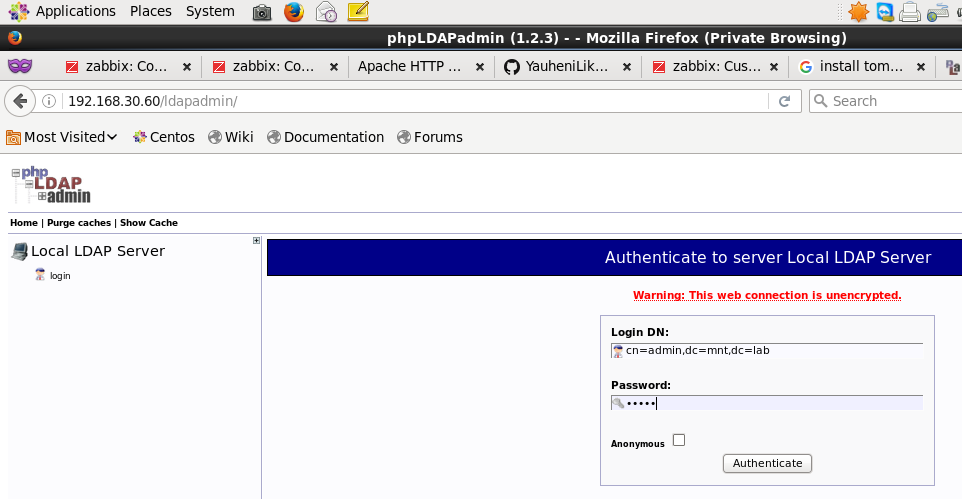 Applications Places System
phpLDAPadmin (1.2.3) - - Mozilla Firefox (Private Browsing)
zabbix: Co... × zabbix: Co... × Apache HTTP ... × YauheniLik... × zabbix: Cus... × install tom... ×
192.168.30.60/ldapadmin/ Search
Most Visited Centos Wiki Documentation Forums
php
LDAP
admin
Home | Purge caches | Show Cache
Local LDAP Server
login
Authenticate to server Local LDAP Server
Warning: This web connection is unencrypted.
Login DN:
cn=admin,dc=mnt,dc=lab
Password:
•••••
Anonymous
Authenticate